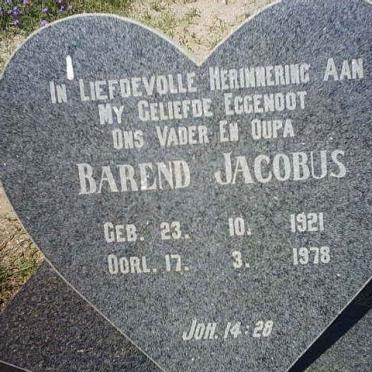 In Liefdevolle Herinnering Aan
My Geliefde Eggenoot
Ons Vader En Oupa
Barend Jacobus
Geb. 23. 10. 1921
Oorl. 17. 3. 1978
Joh. 14:28